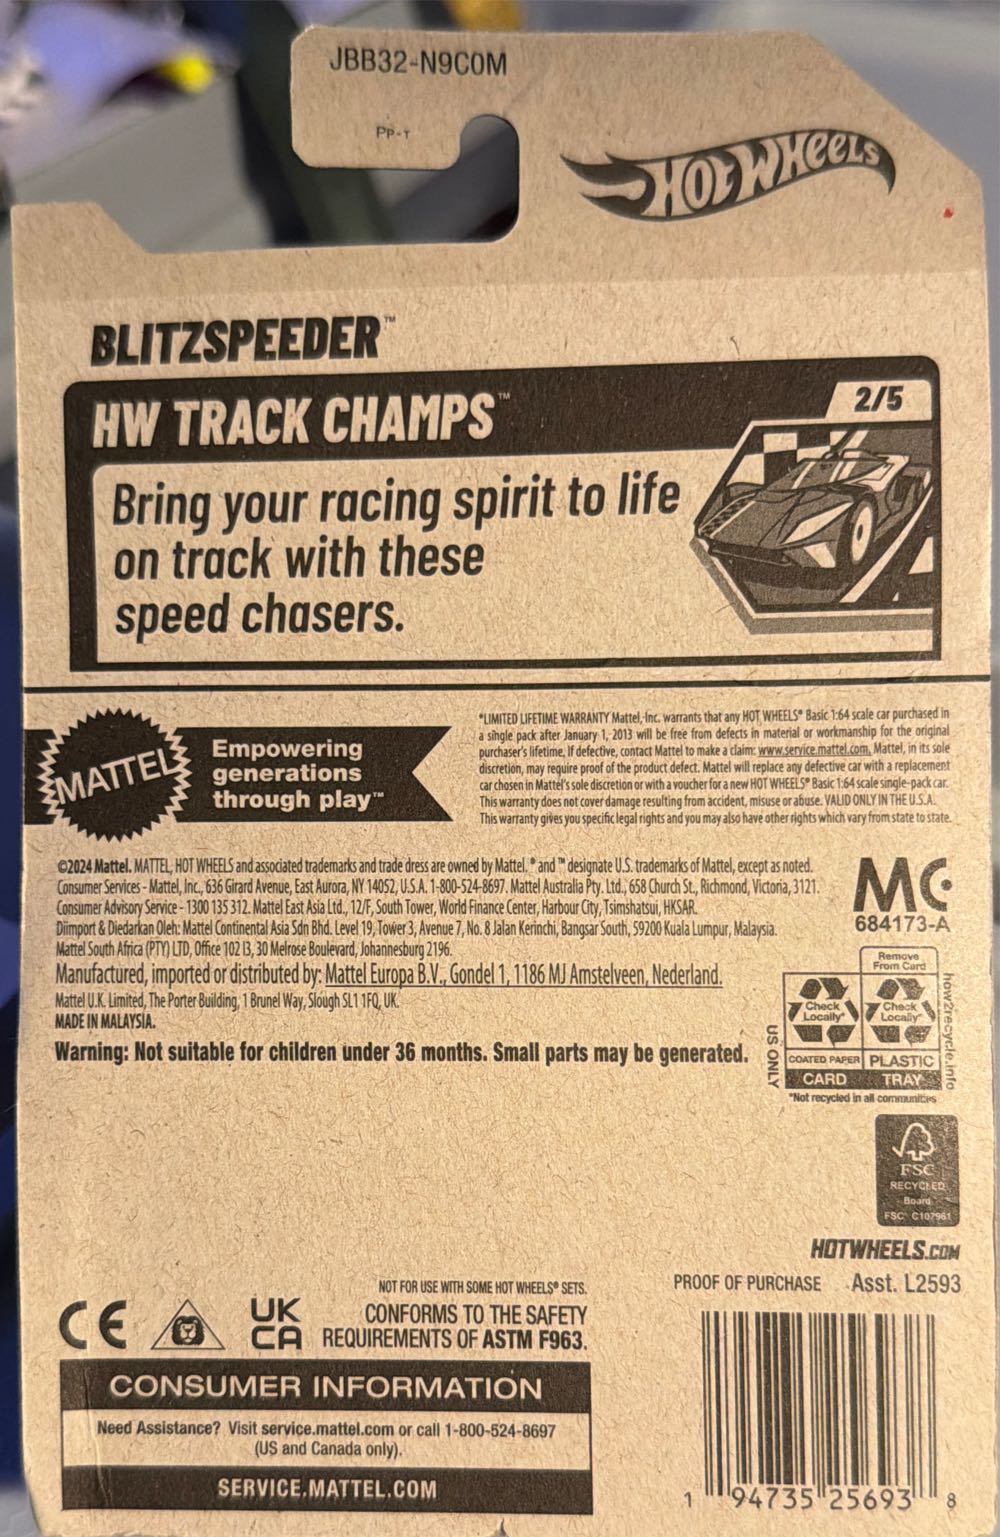 JBB32-N9C0M
PP-T
HOT WHEELS
BLITZSPEEDER™
HW TRACK CHAMPS™
2/5
Bring your racing spirit to life
on track with these
speed chasers.
MATTEL
Empowering
generations
through play™
*LIMITED LIFETIME WARRANTY Mattel, Inc. warrants that any HOT WHEELS® Basic 1:64 scale car purchased in
a single pack after January 1, 2013 will be free from defects in material or workmanship for the original
purchaser's lifetime. If defective, contact Mattel to make a claim: www.service.mattel.com. Mattel, in its sole
discretion, may require proof of the product defect. Mattel will replace any defective car with a replacement
car chosen in Mattel's sole discretion or with a voucher for a new HOT WHEELS® Basic 1:64 scale single-pack car.
This warranty does not cover damage resulting from accident, misuse or abuse. VALID ONLY IN THE U.S.A.
This warranty gives you specific legal rights and you may also have other rights which vary from state to state.
©2024 Mattel. MATTEL, HOT WHEELS and associated trademarks and trade dress are owned by Mattel. ® and ™ designate U.S. trademarks of Mattel, except as noted.
Consumer Services - Mattel, Inc., 636 Girard Avenue, East Aurora, NY 14052, U.S.A. 1-800-524-8697. Mattel Australia Pty. Ltd., 658 Church St., Richmond, Victoria, 3121.
Consumer Advisory Service - 1300 135 312. Mattel East Asia Ltd., 12/F, South Tower, World Finance Center, Harbour City, Tsimshatsui, HKSAR.
Diimport & Diedarkan Oleh: Mattel Continental Asia Sdn Bhd. Level 19, Tower 3, Avenue 7, No. 8 Jalan Kerinchi, Bangsar South, 59200 Kuala Lumpur, Malaysia.
Mattel South Africa (PTY) LTD, Office 102 I3, 30 Melrose Boulevard, Johannesburg 2196.
Manufactured, imported or distributed by: Mattel Europa B.V., Gondel 1, 1186 MJ Amstelveen, Nederland.
Mattel U.K. Limited, The Porter Building, 1 Brunel Way, Slough SL1 1FQ, UK.
MADE IN MALAYSIA.
Warning: Not suitable for children under 36 months. Small parts may be generated.
MC
684173-A
Remove
From Card
Check
Locally*
Check
Locally*
COATED PAPER
PLASTIC
CARD
TRAY
US ONLY
how2recycle.info
*Not recycled in all communities
FSC
RECYCLED
Board
FSC® C107961
HOTWHEELS.COM
PROOF OF PURCHASE
Asst. L2593
CE
UK
CA
NOT FOR USE WITH SOME HOT WHEELS® SETS.
CONFORMS TO THE SAFETY
REQUIREMENTS OF ASTM F963.
CONSUMER INFORMATION
Need Assistance? Visit service.mattel.com or call 1-800-524-8697
(US and Canada only).
SERVICE.MATTEL.COM
1 94735 25693 8